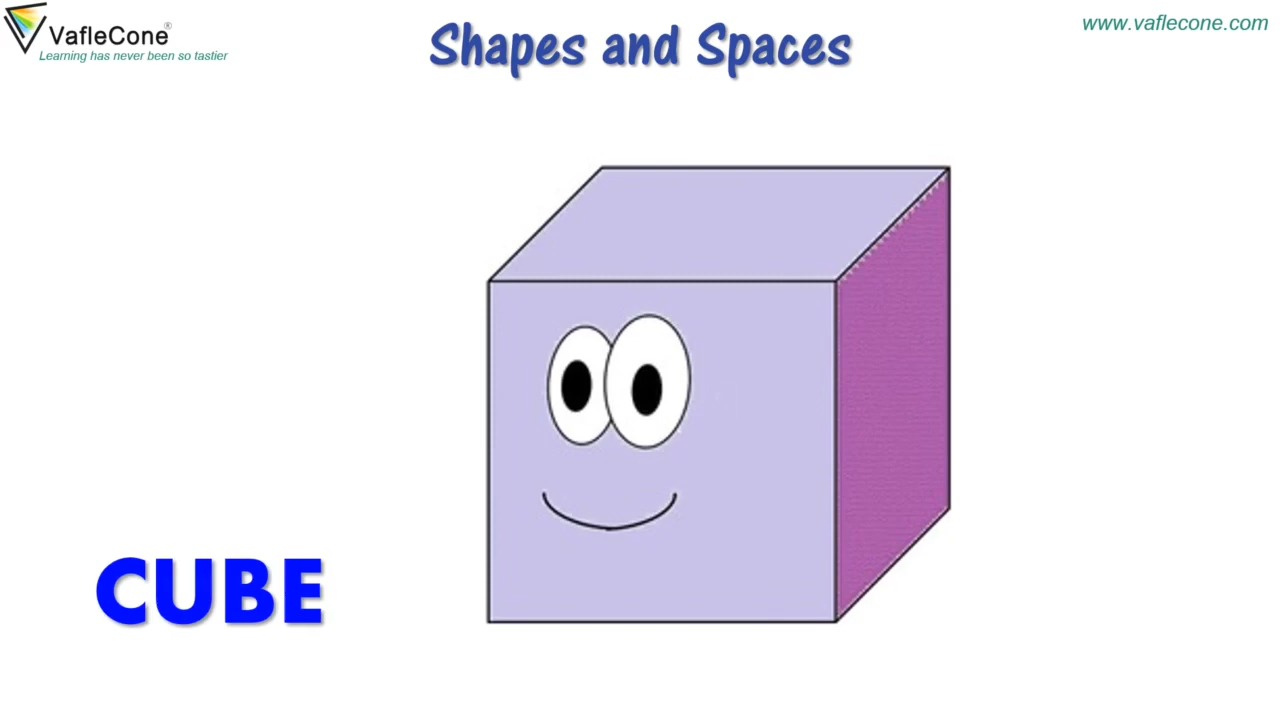 VafleCone®
Learning has never been so tastier
Shapes and Spaces
www.vaflecone.com
CUBE